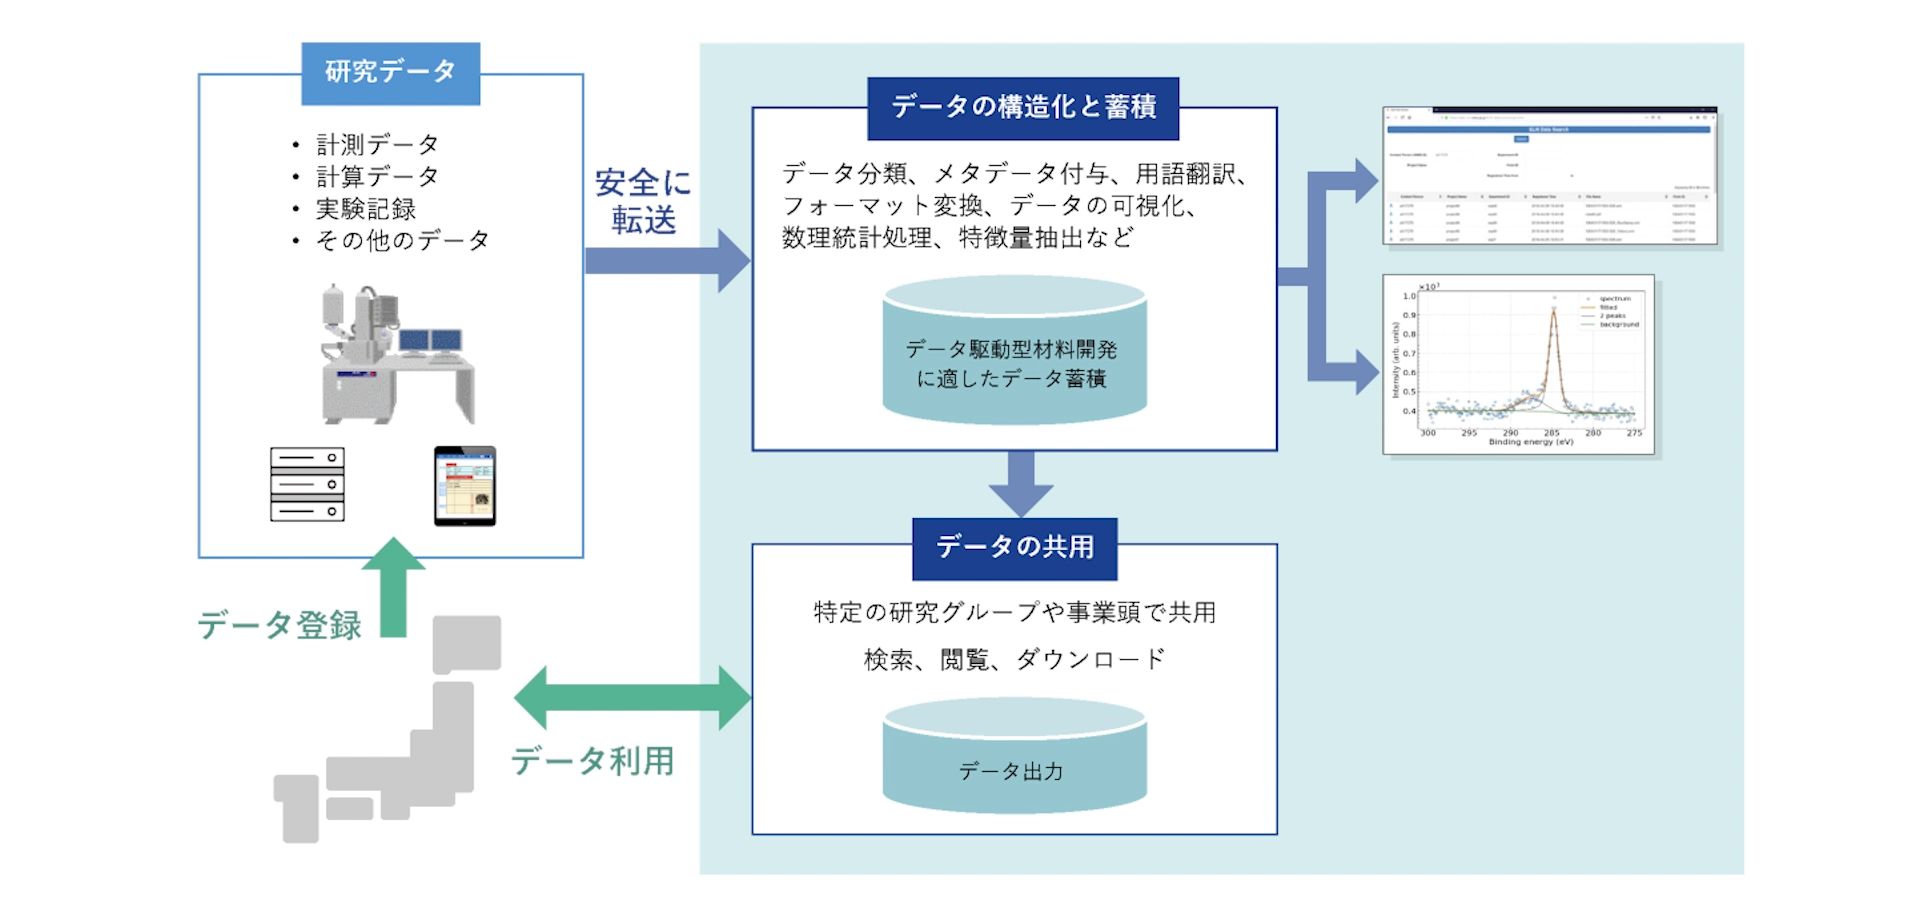 研究データ
• 計測データ
• 計算データ
• 実験記録
• その他のデータ
安全に
転送
データの構造化と蓄積
データ分類、メタデータ付与、用語翻訳、
フォーマット変換、データの可視化、
数理統計処理、特徴量抽出など
データ駆動型材料開発
に適したデータ蓄積
×10³
1.0
0.9
0.8
0.7
0.6
0.5
0.4
Intensity (arb. units)
spectrum
fitted
2 peaks
background
300 295 290 285 280 275
Binding energy (eV)
データの共用
特定の研究グループや事業頭で共用
検索、閲覧、ダウンロード
データ出力
データ登録
データ利用